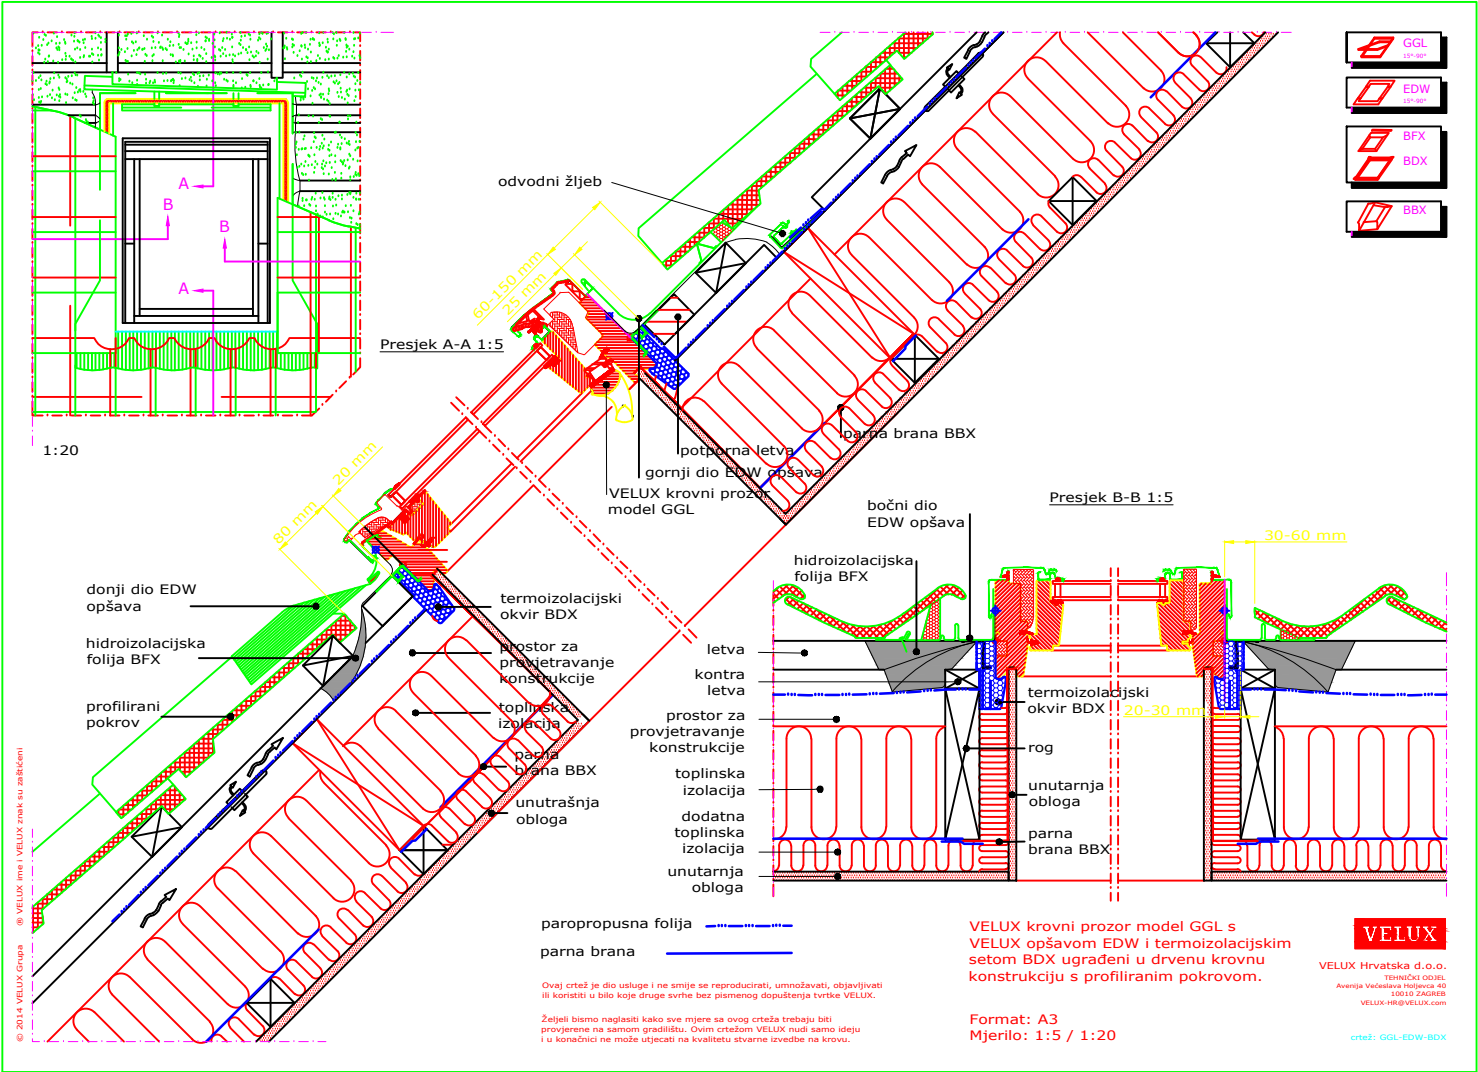 GGL
15°-90°
EDW
15°-90°
BFX
BDX
BBX
A
B
B
A
1:20
odvodni žljeb
60-150 mm
25 mm
Presjek A-A 1:5
parna brana BBX
potporna letva
gornji dio EDW opšava
VELUX krovni prozor
model GGL
20 mm
80 mm
donji dio EDW
opšava
hidroizolacijska
folija BFX
profilirani
pokrov
termoizolacijski
okvir BDX
prostor za
provjetravanje
konstrukcije
toplinska
izolacija
parna
brana BBX
unutrašnja
obloga
Presjek B-B 1:5
bočni dio
EDW opšava
hidroizolacijska
folija BFX
30-60 mm
letva
kontra
letva
prostor za
provjetravanje
konstrukcije
toplinska
izolacija
dodatna
toplinska
izolacija
unutarnja
obloga
termoizolacijski
okvir BDX
20-30 mm
rog
unutarnja
obloga
parna
brana BBX
paropropusna folija
parna brana
Ovaj crtež je dio usluge i ne smije se reproducirati, umnožavati, objavljivati
ili koristiti u bilo koje druge svrhe bez pismenog dopuštenja tvrtke VELUX.
Željeli bismo naglasiti kako sve mjere sa ovog crteža trebaju biti
provjerene na samom gradilištu. Ovim crtežom VELUX nudi samo ideju
i u konačnici ne može utjecati na kvalitetu stvarne izvedbe na krovu.
VELUX krovni prozor model GGL s
VELUX opšavom EDW i termoizolacijskim
setom BDX ugrađeni u drvenu krovnu
konstrukciju s profiliranim pokrovom.
Format: A3
Mjerilo: 1:5 / 1:20
VELUX
VELUX Hrvatska d.o.o.
TEHNIČKI ODJEL
Avenija Većeslava Holjevca 40
10010 ZAGREB
VELUX-HR@VELUX.com
crtež: GGL-EDW-BDX
© 2014 VELUX Grupa ® VELUX ime i VELUX znak su zaštićeni